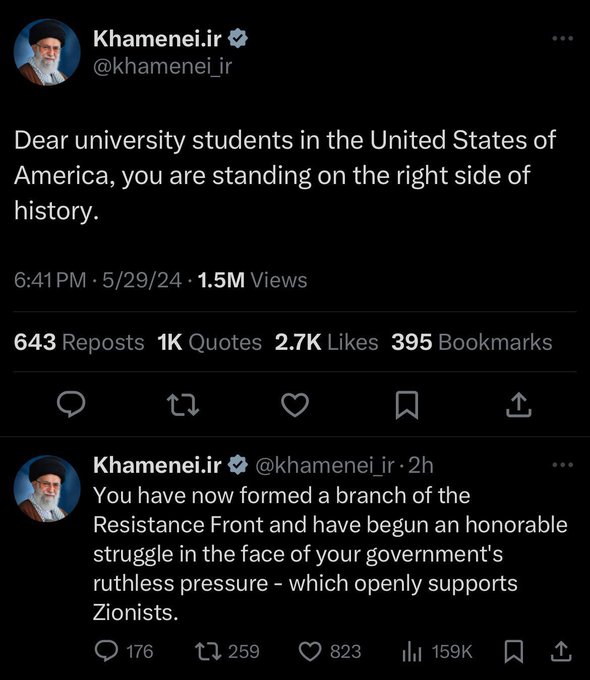 Khamenei.ir
@khamenei_ir
Dear university students in the United States of
America, you are standing on the right side of
history.
6:41 PM · 5/29/24 · 1.5M Views
643 Reposts 1K Quotes 2.7K Likes 395 Bookmarks
Khamenei.ir @khamenei_ir · 2h
You have now formed a branch of the
Resistance Front and have begun an honorable
struggle in the face of your government's
ruthless pressure - which openly supports
Zionists.
176 259 823 159K